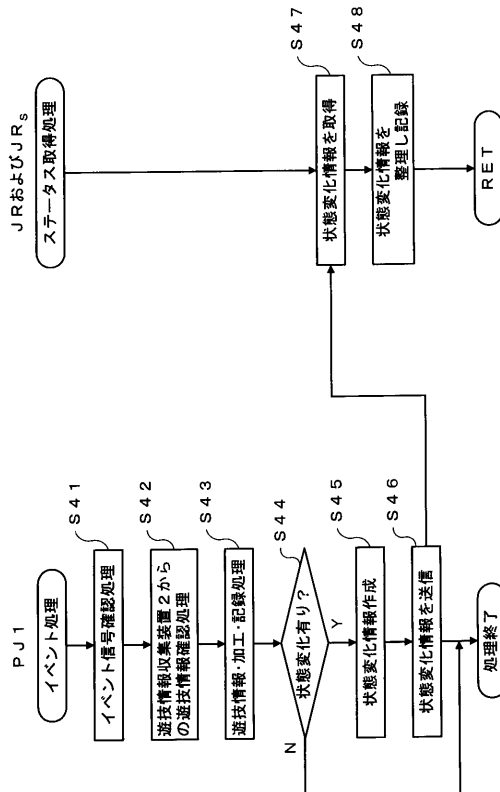 PJ1
イベント処理
イベント信号確認処理
S41
遊技情報収集装置2から
の遊技情報確認処理
S42
遊技情報・加工・記録処理
S43
状態変化有り?
S44
N
Y
状態変化情報作成
S45
状態変化情報を送信
S46
処理終了
JRおよびJRs
ステータス取得処理
状態変化情報を取得
S47
状態変化情報を
整理し記録
S48
RET